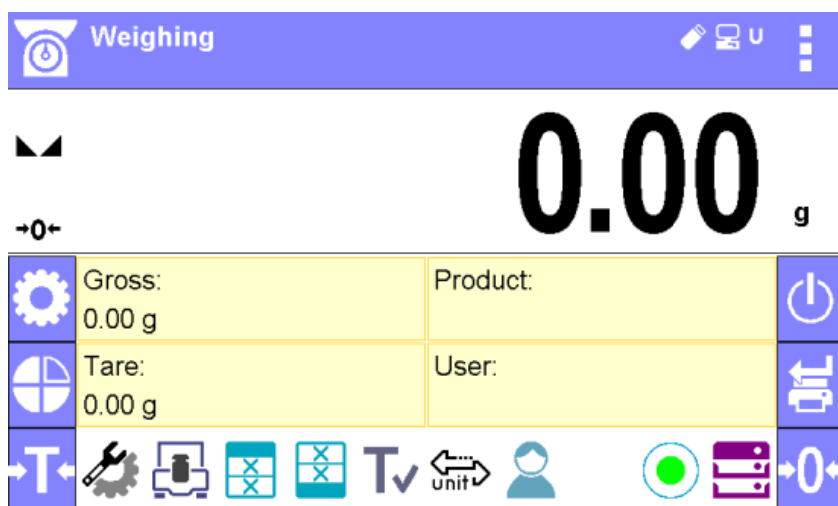 Weighing
U
0.00
g
→0←
Gross:
0.00 g
Product:
Tare:
0.00 g
User:
→T←
T
unit
→0←